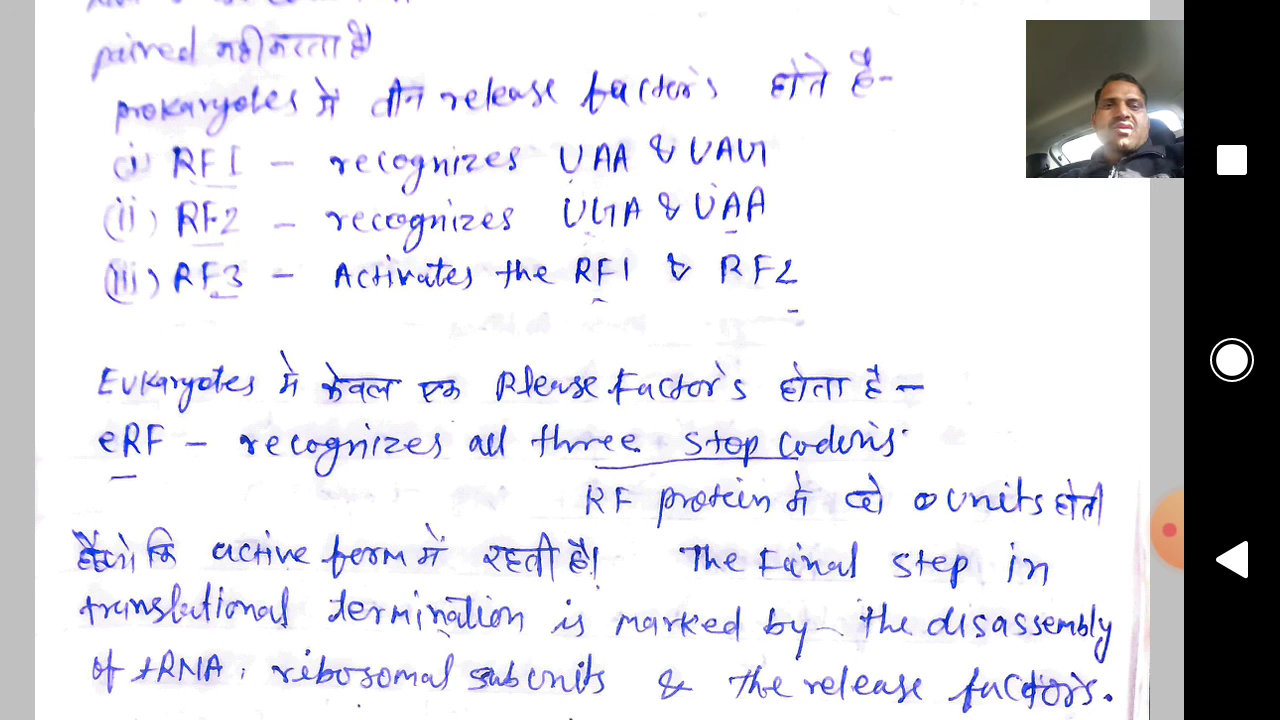 paired नहीं करता है।
prokaryotes में तीन release factor's होते है-
(i) RF1 - recognizes UAA & UAG
(ii) RF2 - recognizes UGA & UAA
(iii) RF3 - Activates the RF1 & RF2
Eukaryotes मे केवल एक Rlease Factor's होता है -
eRF - recognizes all three stop codons.
RF protein में दो units होती
कि active form में रहती है। The Final step in
translational termination is marked by - the disassembly
of tRNA, ribosomal subunits & the release factors.